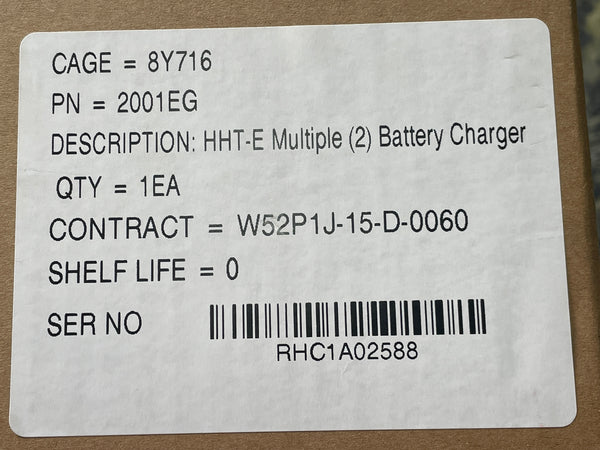 CAGE = 8Y716
PN = 2001EG
DESCRIPTION: HHT-E Multiple (2) Battery Charger
QTY = 1EA
CONTRACT = W52P1J-15-D-0060
SHELF LIFE = 0
SER NO
RHC1A02588